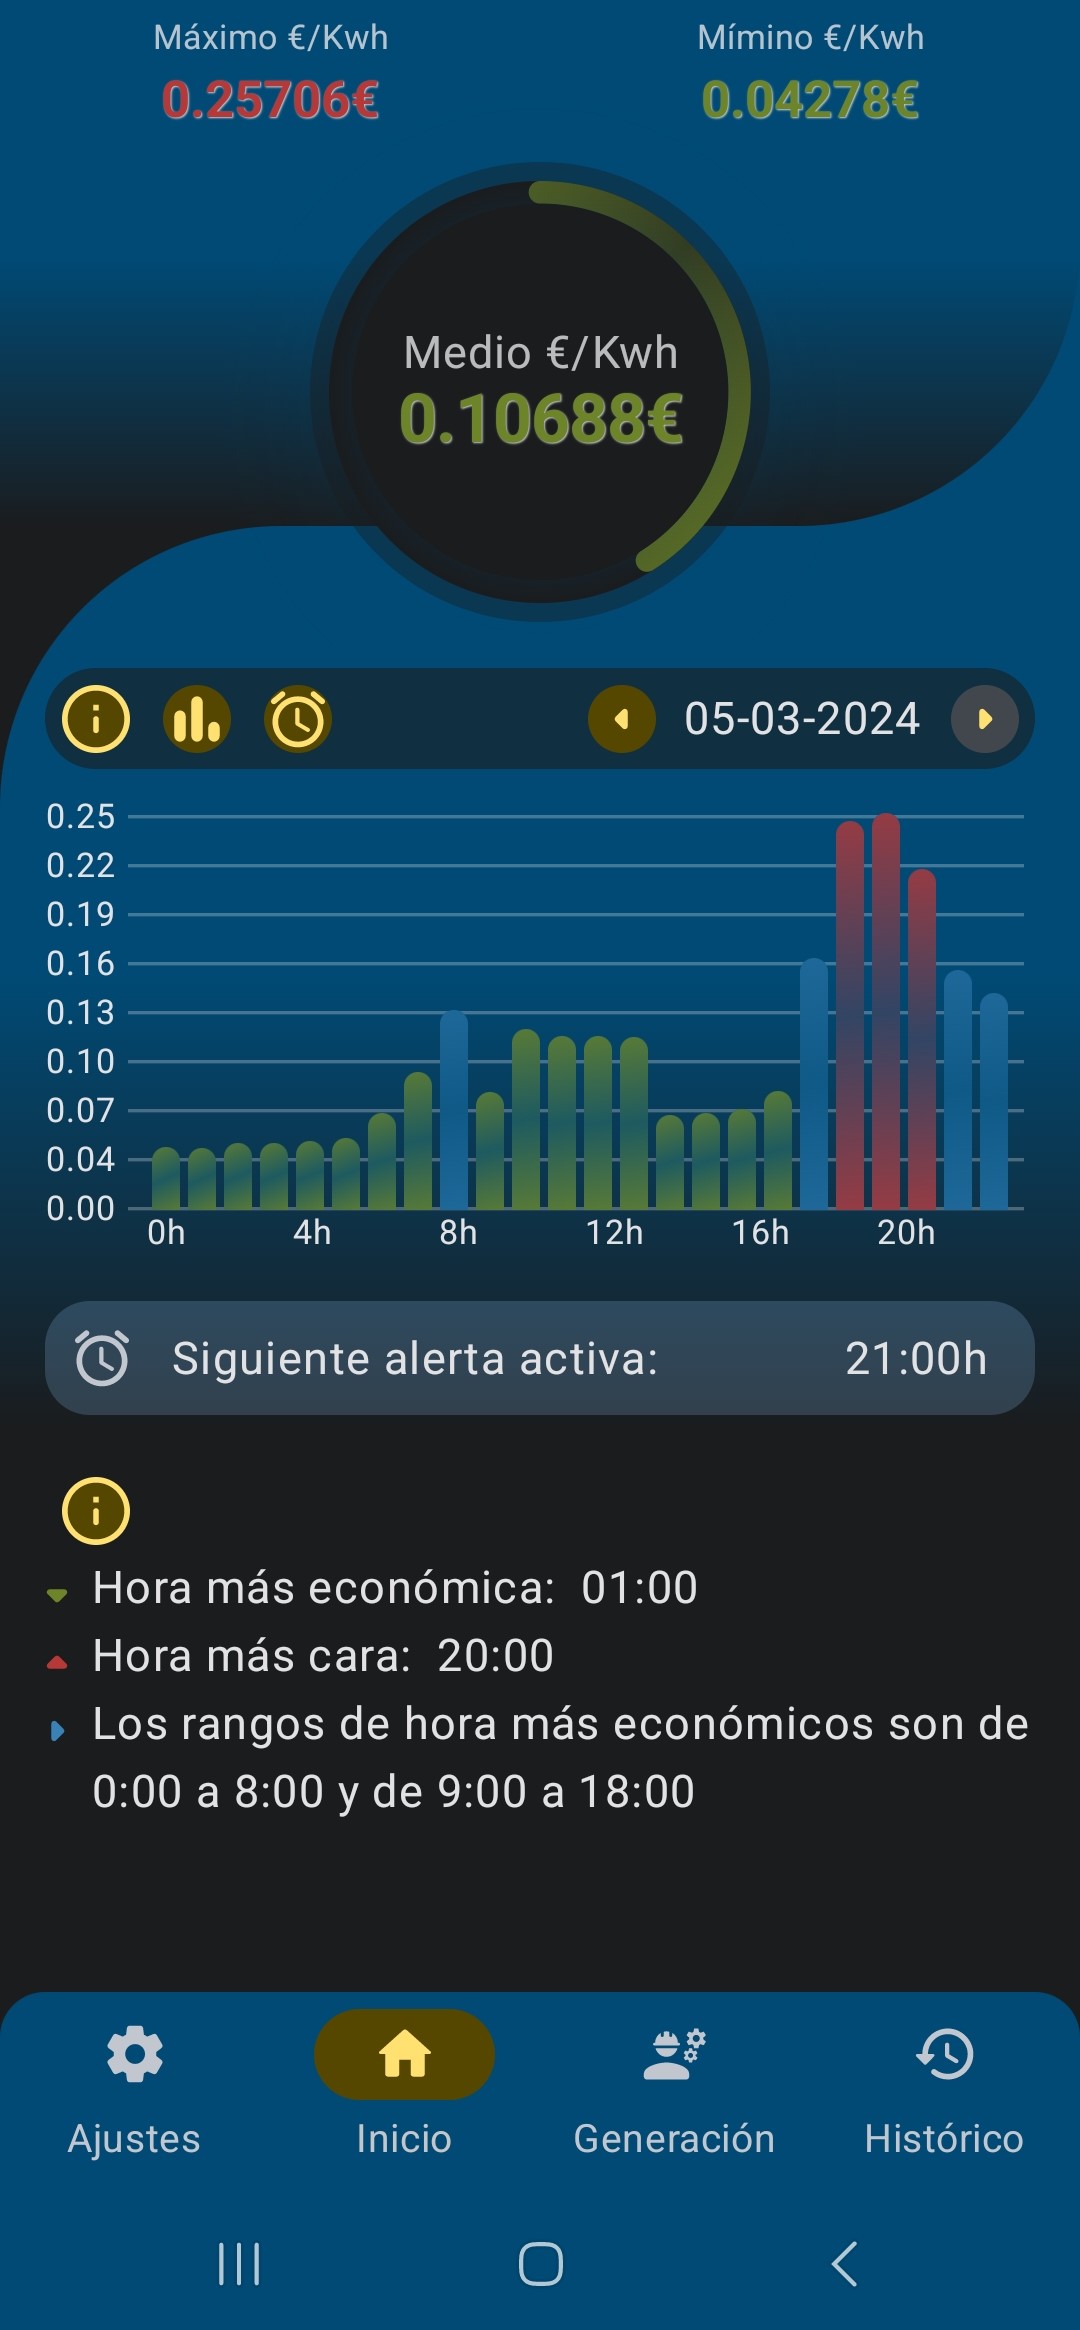 Máximo €/Kwh
Mímino €/Kwh
0.25706€
0.04278€
Medio €/Kwh
0.10688€
05-03-2024
0.25
0.22
0.19
0.16
0.13
0.10
0.07
0.04
0.00
0h 4h 8h 12h 16h 20h
Siguiente alerta activa: 21:00h
Hora más económica: 01:00
Hora más cara: 20:00
Los rangos de hora más económicos son de
0:00 a 8:00 y de 9:00 a 18:00
Ajustes
Inicio
Generación
Histórico